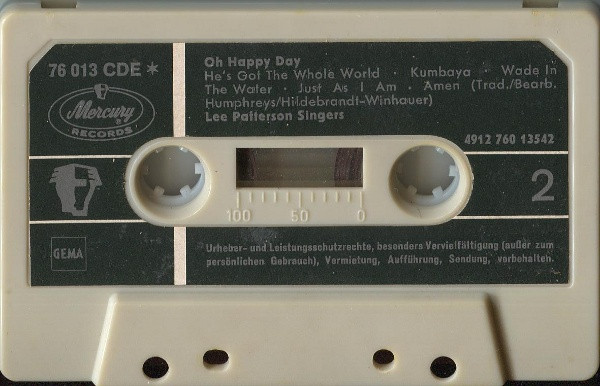 76 013 CDE *
Mercury
RECORDS
Oh Happy Day
He's Got The Whole World · Kumbaya · Wade In
The Water · Just As I Am · Amen (Trad./Bearb.
Humphreys/Hildebrandt-Winhauer)
Lee Patterson Singers
4912 760 13542
2
100 50 0
GEMA
Urheber- und Leistungsschutzrechte, besonders Vervielfältigung (außer zum
persönlichen Gebrauch), Vermietung, Aufführung, Sendung, vorbehalten.